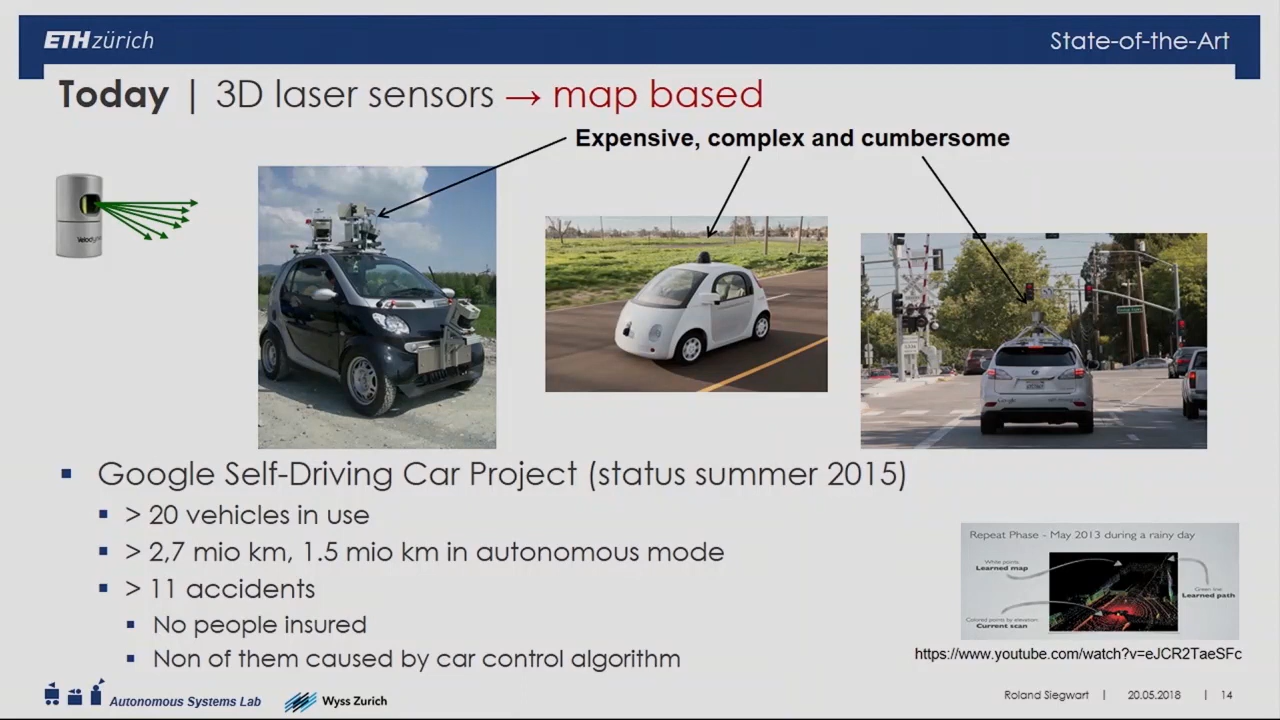 ETH zürich
State-of-the-Art
Today | 3D laser sensors → map based
Expensive, complex and cumbersome
Velodyne
Google Self-Driving Car Project (status summer 2015)
> 20 vehicles in use
> 2,7 mio km, 1.5 mio km in autonomous mode
> 11 accidents
No people insured
Non of them caused by car control algorithm
Repeat Phase - May 2013 during a rainy day
White points
Learned map
Green line
Learned path
Colored points by elevation
Current scan
https://www.youtube.com/watch?v=eJCR2TaeSFc
Autonomous Systems Lab
Wyss Zurich
Roland Siegwart | 20.05.2018 | 14